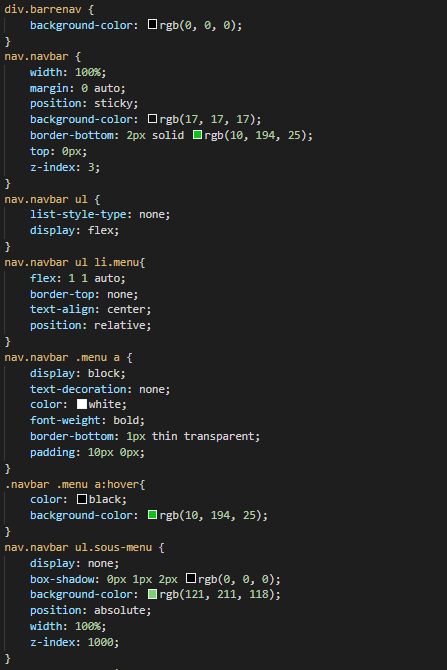 div.barrenav {
background-color: rgb(0, 0, 0);
}
nav.navbar {
width: 100%;
margin: 0 auto;
position: sticky;
background-color: rgb(17, 17, 17);
border-bottom: 2px solid rgb(10, 194, 25);
top: 0px;
z-index: 3;
}
nav.navbar ul {
list-style-type: none;
display: flex;
}
nav.navbar ul li.menu{
flex: 1 1 auto;
border-top: none;
text-align: center;
position: relative;
}
nav.navbar .menu a {
display: block;
text-decoration: none;
color: white;
font-weight: bold;
border-bottom: 1px thin transparent;
padding: 10px 0px;
}
.navbar .menu a:hover{
color: black;
background-color: rgb(10, 194, 25);
}
nav.navbar ul.sous-menu {
display: none;
box-shadow: 0px 1px 2px rgb(0, 0, 0);
background-color: rgb(121, 211, 118);
position: absolute;
width: 100%;
z-index: 1000;
}